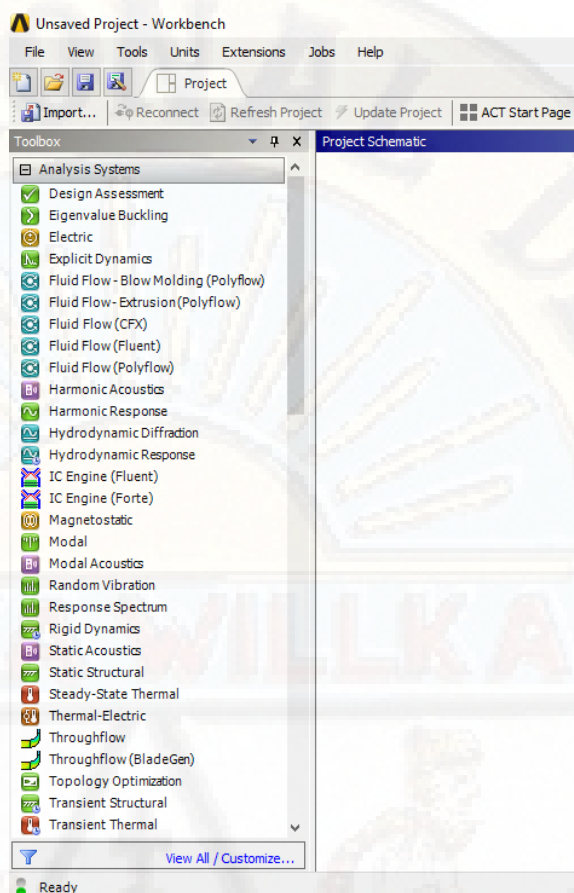 Unsaved Project - Workbench
File View Tools Units Extensions Jobs Help
Project
Import... Reconnect Refresh Project Update Project ACT Start Page
Toolbox
Project Schematic
Analysis Systems
Design Assessment
Eigenvalue Buckling
Electric
Explicit Dynamics
Fluid Flow - Blow Molding (Polyflow)
Fluid Flow - Extrusion (Polyflow)
Fluid Flow (CFX)
Fluid Flow (Fluent)
Fluid Flow (Polyflow)
Harmonic Acoustics
Harmonic Response
Hydrodynamic Diffraction
Hydrodynamic Response
IC Engine (Fluent)
IC Engine (Forte)
Magnetostatic
Modal
Modal Acoustics
Random Vibration
Response Spectrum
Rigid Dynamics
Static Acoustics
Static Structural
Steady-State Thermal
Thermal-Electric
Throughflow
Throughflow (BladeGen)
Topology Optimization
Transient Structural
Transient Thermal
View All / Customize...
Ready
WILLKA